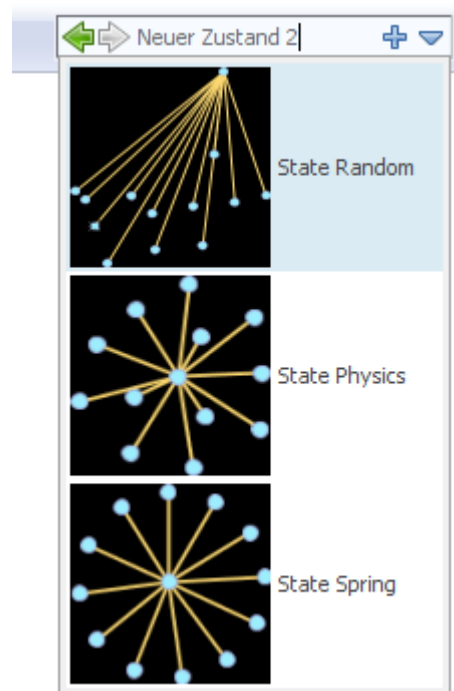 Neuer Zustand 2
State Random
State Physics
State Spring